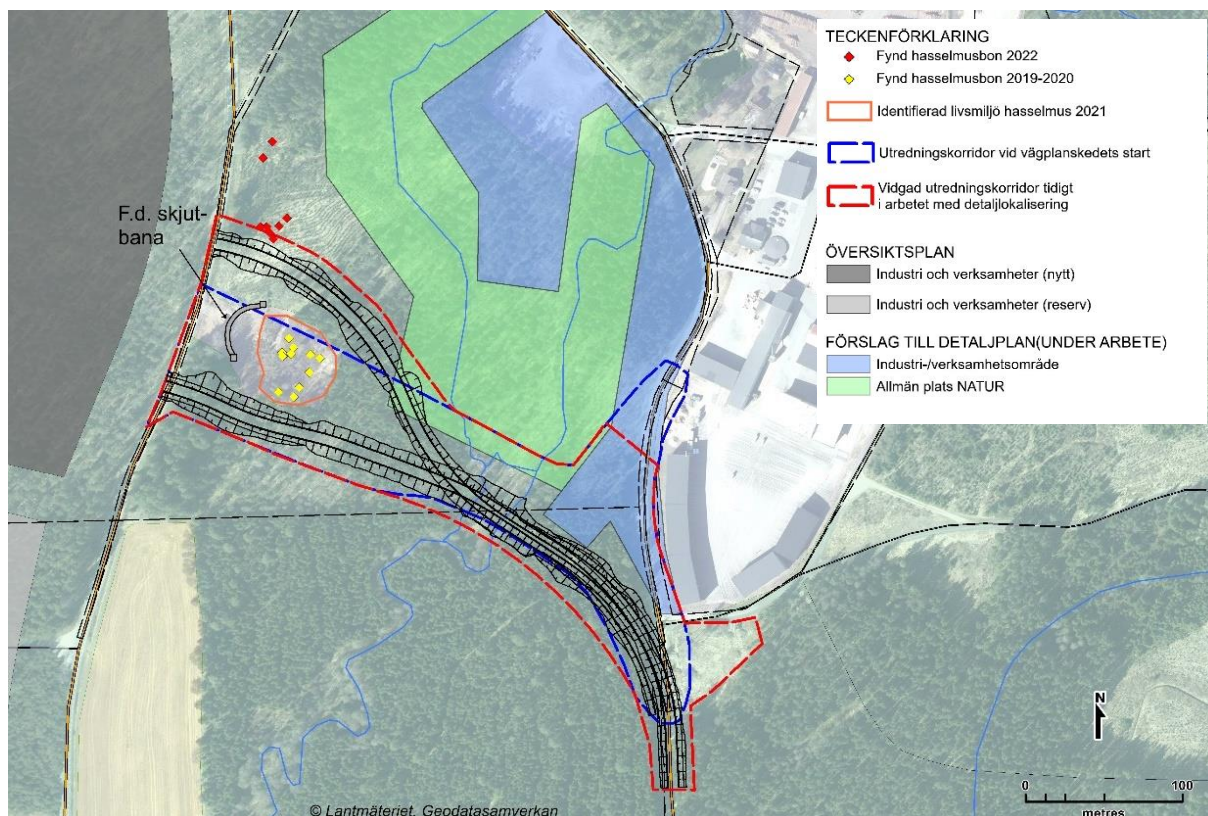 TECKENFÖRKLARING
Fynd hasselmusbon 2022
Fynd hasselmusbon 2019-2020
Identifierad livsmiljö hasselmus 2021
Utredningskorridor vid vägplanskedets start
Vidgad utredningskorridor tidigt
i arbetet med detaljlokalisering
ÖVERSIKTSPLAN
Industri och verksamheter (nytt)
Industri och verksamheter (reserv)
FÖRSLAG TILL DETALJPLAN(UNDER ARBETE)
Industri-/verksamhetsområde
Allmän plats NATUR
F.d. skjut-
bana
N
0 100
metres
© Lantmäteriet, Geodatasamverkan